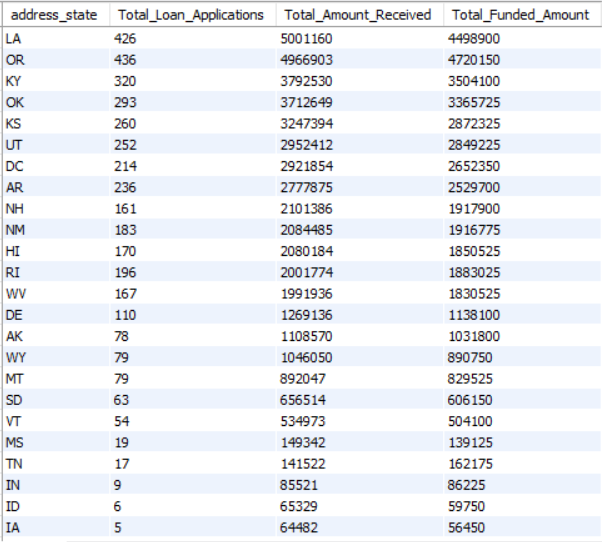 address_state Total_Loan_Applications Total_Amount_Received Total_Funded_Amount
LA 426 5001160 4498900
OR 436 4966903 4720150
KY 320 3792530 3504100
OK 293 3712649 3365725
KS 260 3247394 2872325
UT 252 2952412 2849225
DC 214 2921854 2652350
AR 236 2777875 2529700
NH 161 2101386 1917900
NM 183 2084485 1916775
HI 170 2080184 1850525
RI 196 2001774 1883025
WV 167 1991936 1830525
DE 110 1269136 1138100
AK 78 1108570 1031800
WY 79 1046050 890750
MT 79 892047 829525
SD 63 656514 606150
VT 54 534973 504100
MS 19 149342 139125
TN 17 141522 162175
IN 9 85521 86225
ID 6 65329 59750
IA 5 64482 56450